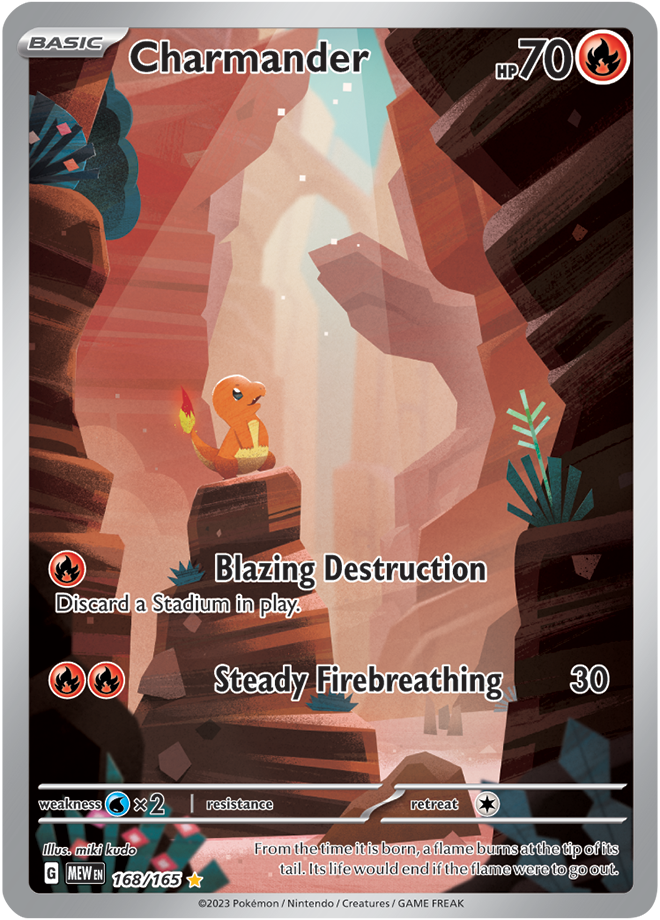 BASIC Charmander HP 70
Blazing Destruction
Discard a Stadium in play.
Steady Firebreathing 30
weakness ×2 resistance retreat
Illus. miki kudo
From the time it is born, a flame burns at the tip of its
tail. Its life would end if the flame were to go out.
G MEW EN 168/165
©2023 Pokémon / Nintendo / Creatures / GAME FREAK